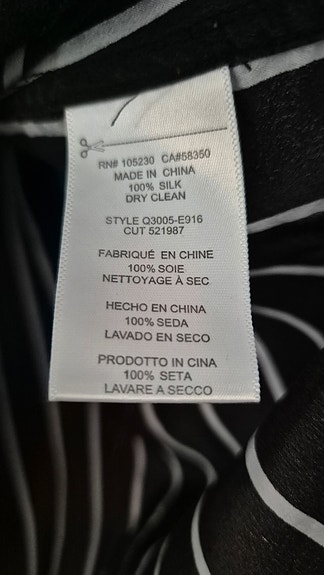 RN# 105230 CA#58350
MADE IN CHINA
100% SILK
DRY CLEAN
STYLE Q3005-E916
CUT 521987
FABRIQUÉ EN CHINE
100% SOIE
NETTOYAGE À SEC
HECHO EN CHINA
100% SEDA
LAVADO EN SECO
PRODOTTO IN CINA
100% SETA
LAVARE A SECCO